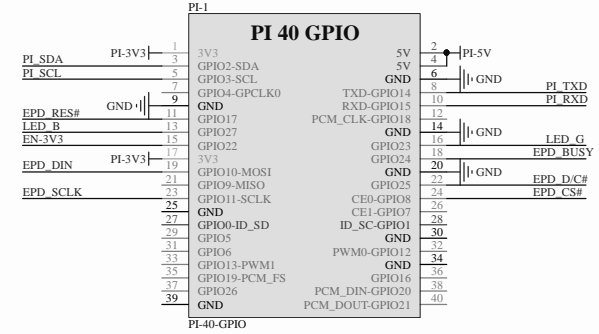 PI-1
PI 40 GPIO
PI-3V3 1 3V3 5V 2 PI-5V
PI_SDA 3 GPIO2-SDA 5V 4
PI_SCL 5 GPIO3-SCL GND 6 GND
7 GPIO4-GPCLK0 TXD-GPIO14 8 PI_TXD
GND 9 GND RXD-GPIO15 10 PI_RXD
EPD_RES# 11 GPIO17 PCM_CLK-GPIO18 12
LED_B 13 GPIO27 GND 14 GND
EN-3V3 15 GPIO22 GPIO23 16 LED_G
PI-3V3 17 3V3 GPIO24 18 EPD_BUSY
EPD_DIN 19 GPIO10-MOSI GND 20 GND
21 GPIO9-MISO GPIO25 22 EPD_D/C#
EPD_SCLK 23 GPIO11-SCLK CE0-GPIO8 24 EPD_CS#
25 GND CE1-GPIO7 26
27 GPIO0-ID_SD ID_SC-GPIO1 28
29 GPIO5 GND 30
31 GPIO6 PWM0-GPIO12 32
33 GPIO13-PWM1 GND 34
35 GPIO19-PCM_FS GPIO16 36
37 GPIO26 PCM_DIN-GPIO20 38
39 GND PCM_DOUT-GPIO21 40
PI-40-GPIO